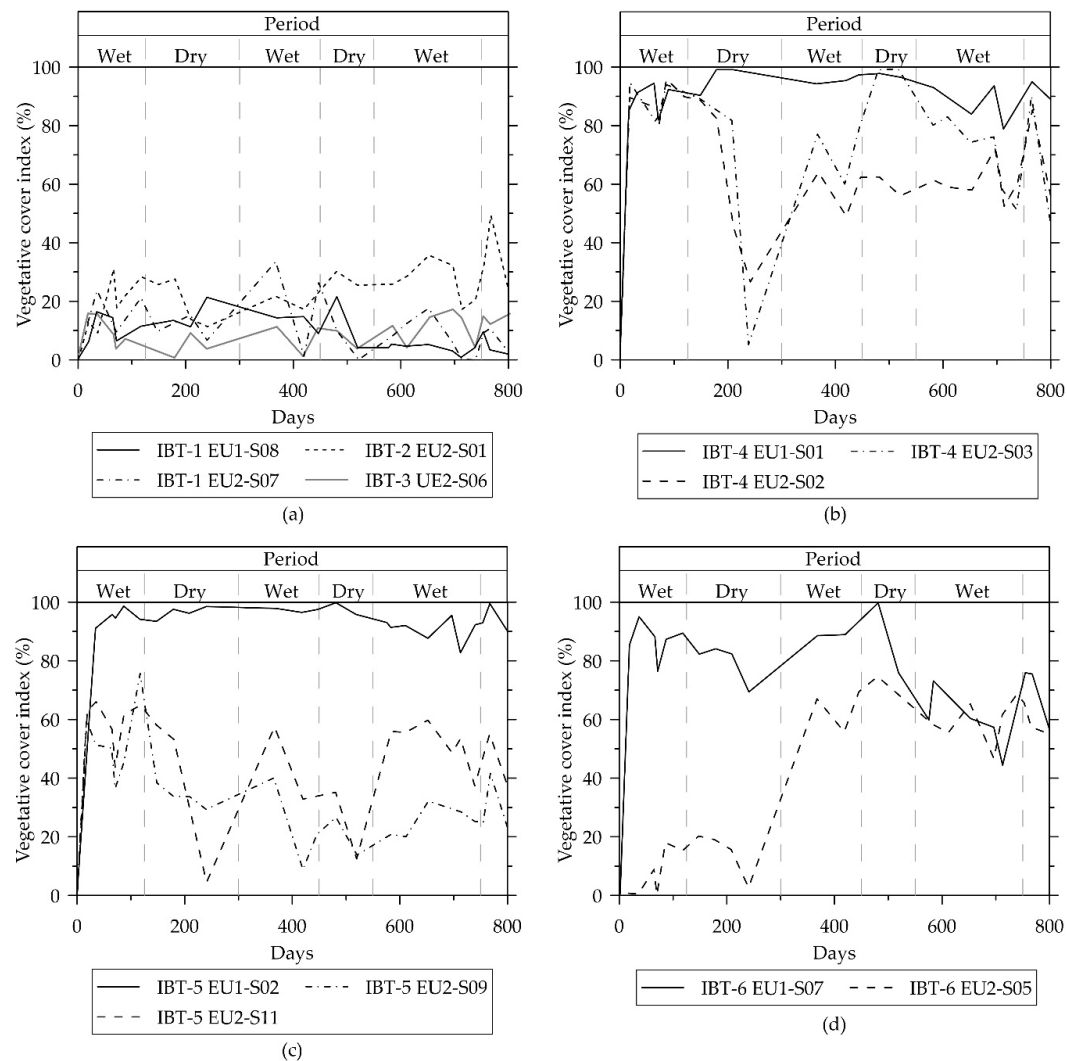 Period
Wet Dry Wet Dry Wet
Vegetative cover index (%)
100
80
60
40
20
0
0 200 400 600 800
Days
IBT-1 EU1-S08 IBT-2 EU2-S01
IBT-1 EU2-S07 IBT-3 UE2-S06
(a)
Period
Wet Dry Wet Dry Wet
Vegetative cover index (%)
100
80
60
40
20
0
0 200 400 600 800
Days
IBT-4 EU1-S01 IBT-4 EU2-S03
IBT-4 EU2-S02
(b)
Period
Wet Dry Wet Dry Wet
Vegetative cover index (%)
100
80
60
40
20
0
0 200 400 600 800
Days
IBT-5 EU1-S02 IBT-5 EU2-S09
IBT-5 EU2-S11
(c)
Period
Wet Dry Wet Dry Wet
Vegetative cover index (%)
100
80
60
40
20
0
0 200 400 600 800
Days
IBT-6 EU1-S07 IBT-6 EU2-S05
(d)